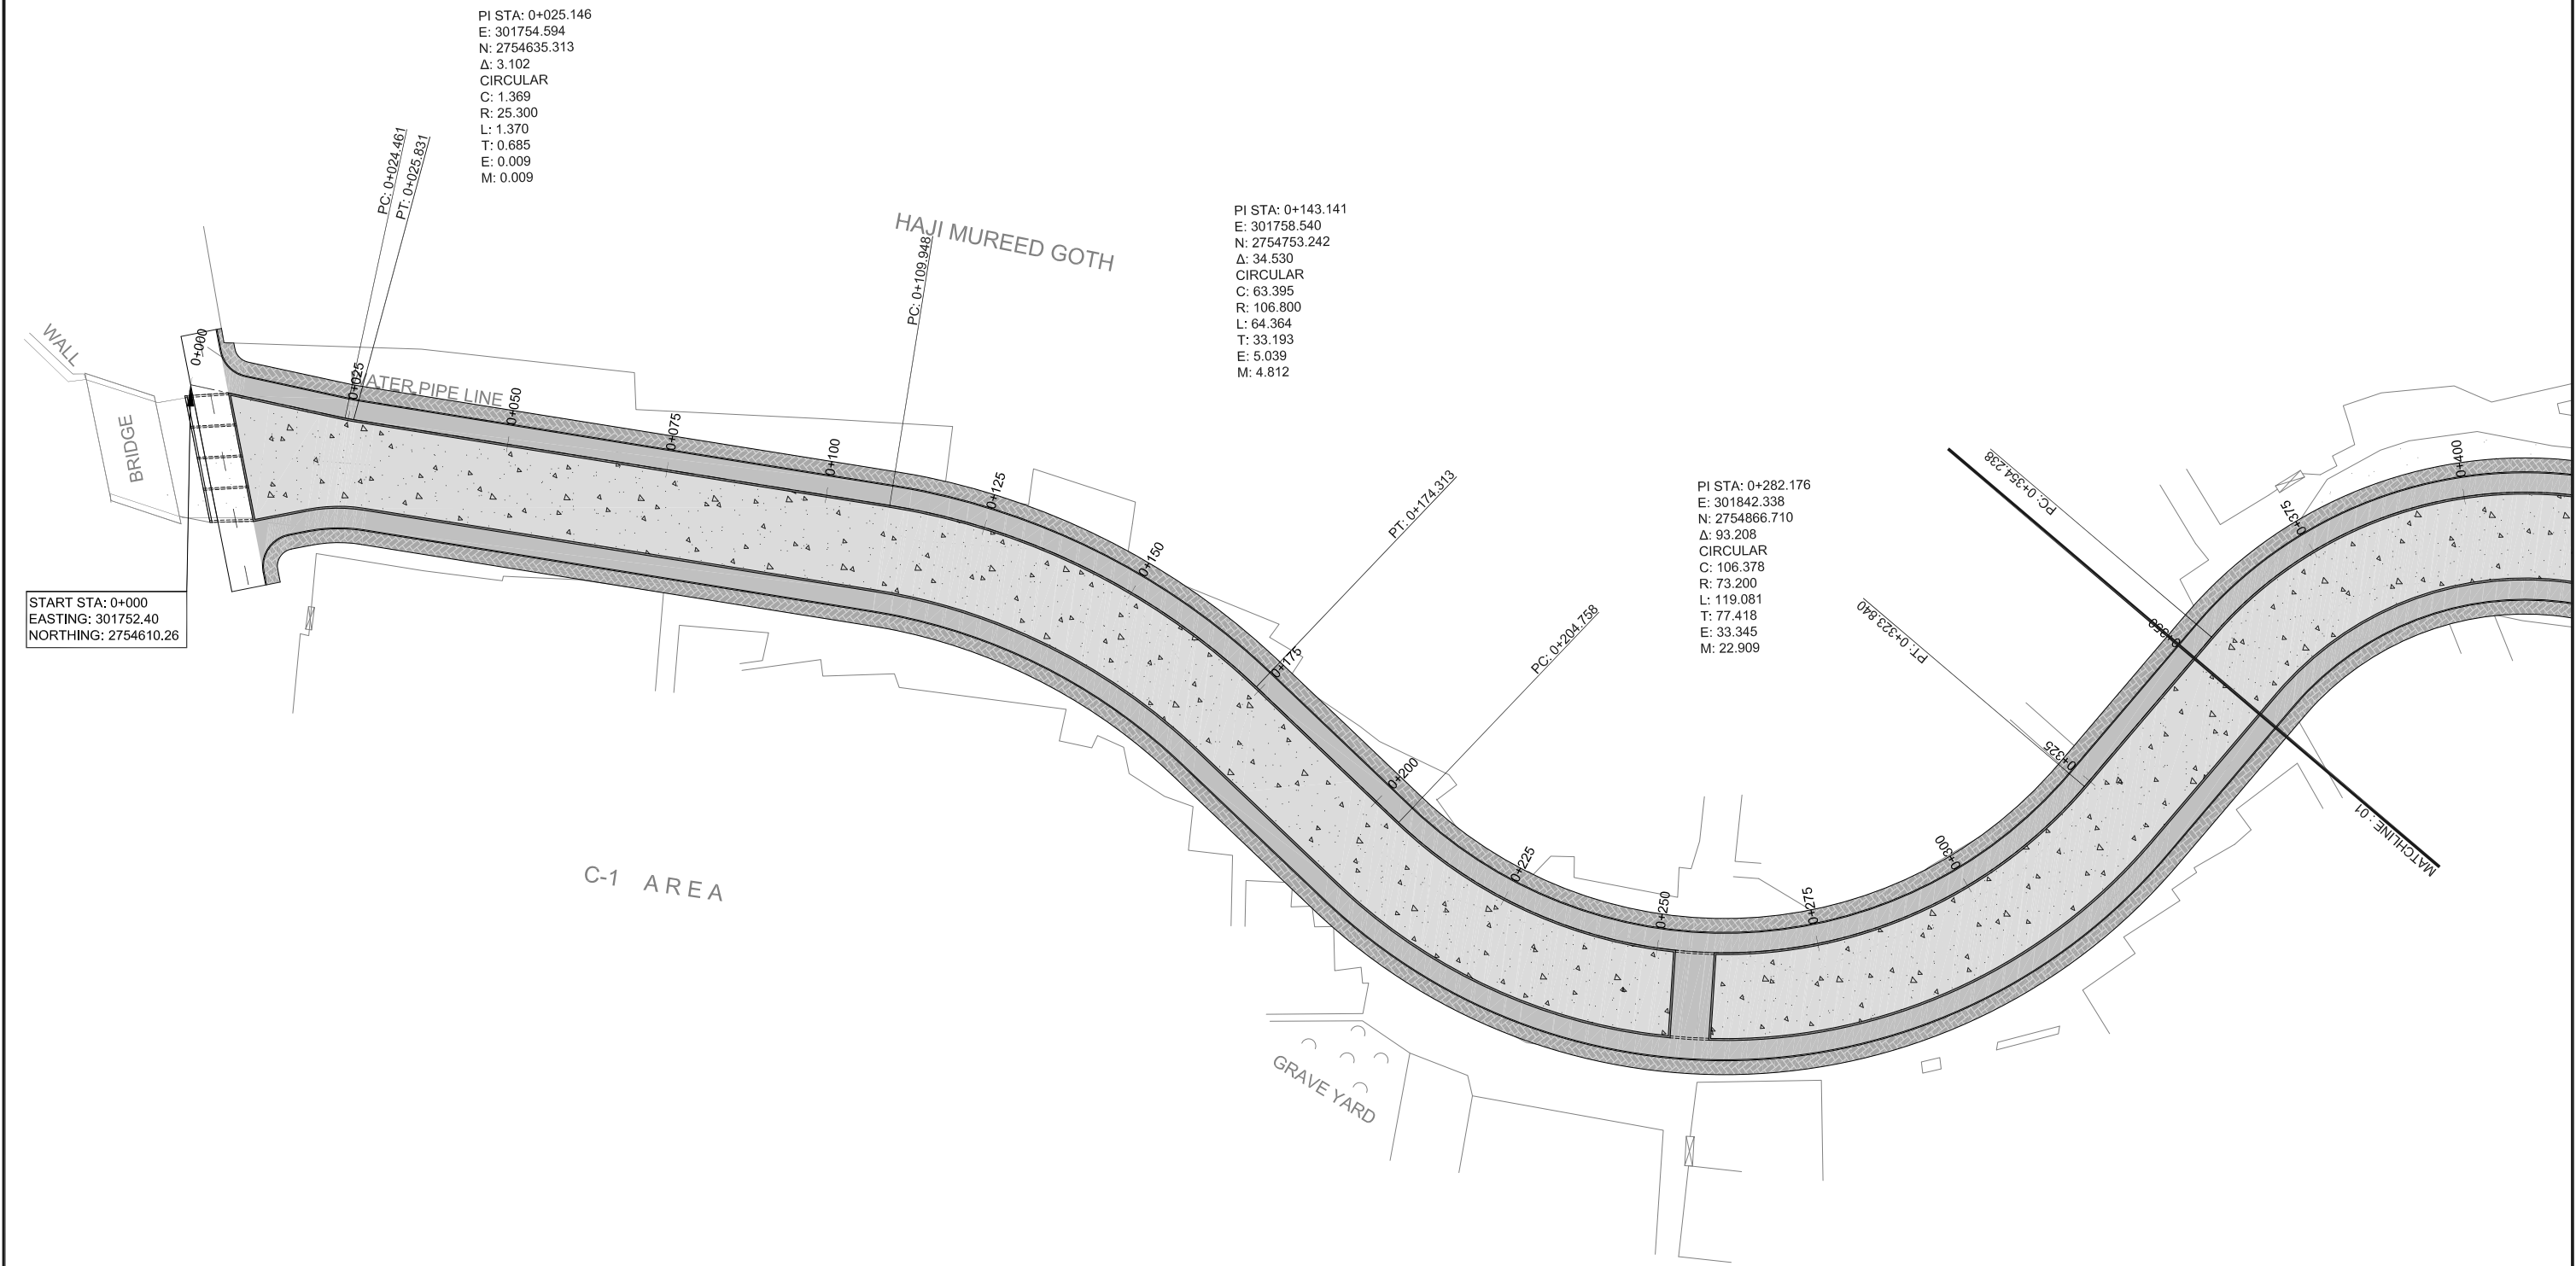 PI STA: 0+025.146
E: 301754.594
N: 2754635.313
Δ: 3.102
CIRCULAR
C: 1.369
R: 25.300
L: 1.370
T: 0.685
E: 0.009
M: 0.009
PC: 0+024.461
PT: 0+025.831
HAJI MUREED GOTH
PC: 0+109.948
PI STA: 0+143.141
E: 301758.540
N: 2754753.242
Δ: 34.530
CIRCULAR
C: 63.395
R: 106.800
L: 64.364
T: 33.193
E: 5.039
M: 4.812
WALL
BRIDGE
0+000
0+025
WATER PIPE LINE
0+050
0+075
0+100
0+125
0+150
PT: 0+174.313
0+175
PC: 0+204.758
0+200
PI STA: 0+282.176
E: 301842.338
N: 2754866.710
Δ: 93.208
CIRCULAR
C: 106.378
R: 73.200
L: 119.081
T: 77.418
E: 33.345
M: 22.909
PC: 0+354.238
PT: 0+323.840
0+400
0+375
0+350
0+325
0+300
0+275
0+250
0+225
MATCHLINE : 01
START STA: 0+000
EASTING: 301752.40
NORTHING: 2754610.26
C-1 AREA
GRAVE YARD